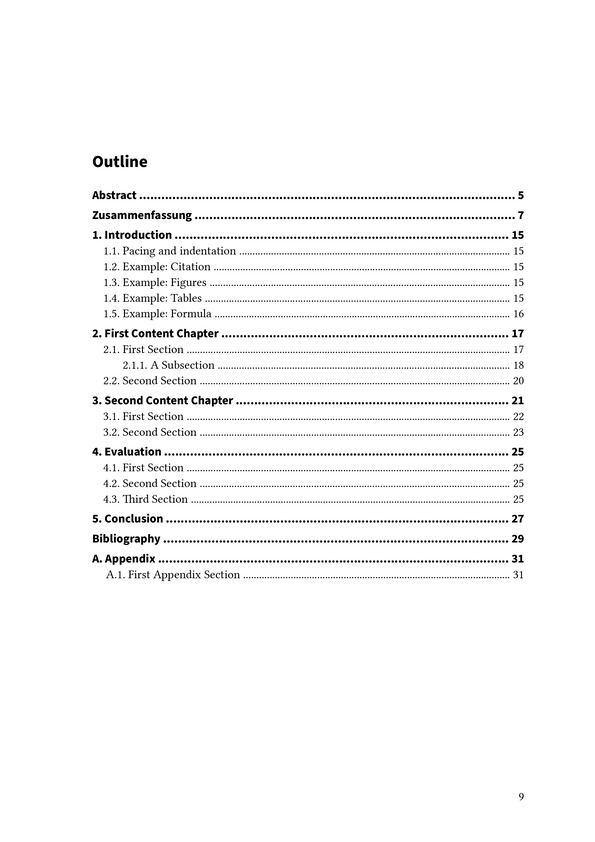 Outline
Abstract ........................................................................................................ 5
Zusammenfassung ........................................................................................ 7
1. Introduction ............................................................................................ 15
1.1. Pacing and indentation ............................................................................ 15
1.2. Example: Citation .................................................................................... 15
1.3. Example: Figures ..................................................................................... 15
1.4. Example: Tables ...................................................................................... 15
1.5. Example: Formula ................................................................................... 16
2. First Content Chapter ............................................................................... 17
2.1. First Section ............................................................................................ 17
2.1.1. A Subsection ........................................................................................ 18
2.2. Second Section ........................................................................................ 20
3. Second Content Chapter ........................................................................... 21
3.1. First Section ............................................................................................ 22
3.2. Second Section ........................................................................................ 23
4. Evaluation ............................................................................................... 25
4.1. First Section ............................................................................................ 25
4.2. Second Section ........................................................................................ 25
4.3. Third Section ........................................................................................... 25
5. Conclusion ............................................................................................... 27
Bibliography ................................................................................................ 29
A. Appendix ................................................................................................. 31
A.1. First Appendix Section ............................................................................ 31
9